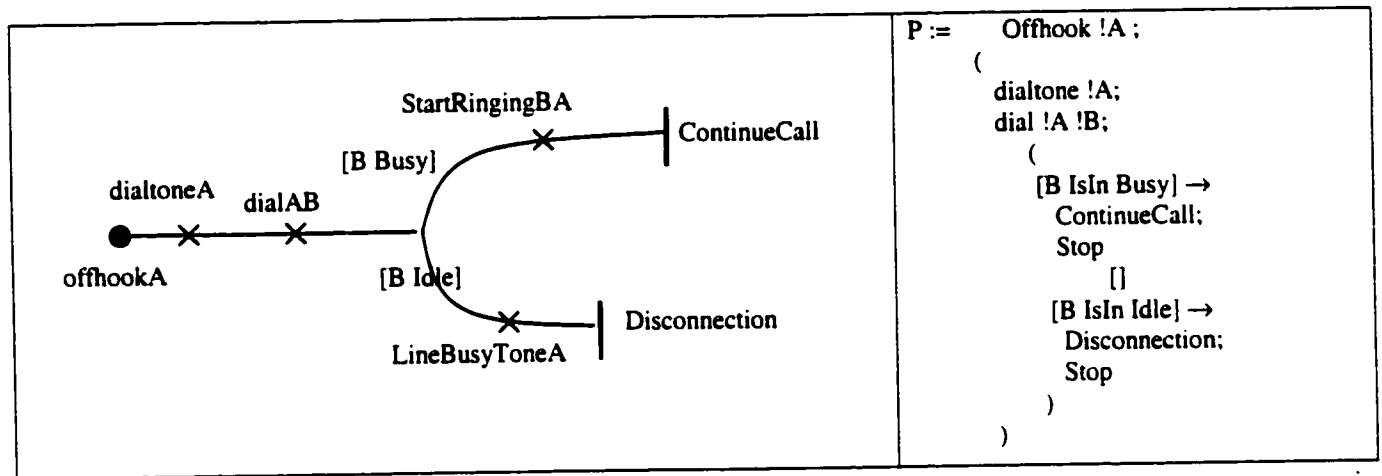 StartRingingBA
ContinueCall
[B Busy]
dialtoneA
dialAB
offhookA
[B Idle]
Disconnection
LineBusyToneA
P := Offhook !A ;
(
dialtone !A;
dial !A !B;
(
[B IsIn Busy] →
ContinueCall;
Stop
[]
[B IsIn Idle] →
Disconnection;
Stop
)
)